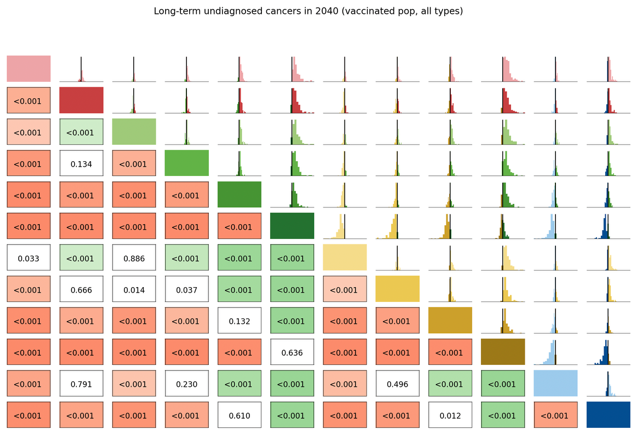 Long-term undiagnosed cancers in 2040 (vaccinated pop, all types)
<0.001
<0.001 <0.001
<0.001 0.134 <0.001
<0.001 <0.001 <0.001 <0.001
<0.001 <0.001 <0.001 <0.001 <0.001
0.033 <0.001 0.886 <0.001 <0.001 <0.001
<0.001 0.666 0.014 0.037 <0.001 <0.001 <0.001
<0.001 <0.001 <0.001 <0.001 0.132 <0.001 <0.001 <0.001
<0.001 <0.001 <0.001 <0.001 <0.001 0.636 <0.001 <0.001 <0.001
<0.001 0.791 <0.001 0.230 <0.001 <0.001 <0.001 0.496 <0.001 <0.001
<0.001 <0.001 <0.001 <0.001 0.610 <0.001 <0.001 <0.001 0.012 <0.001 <0.001